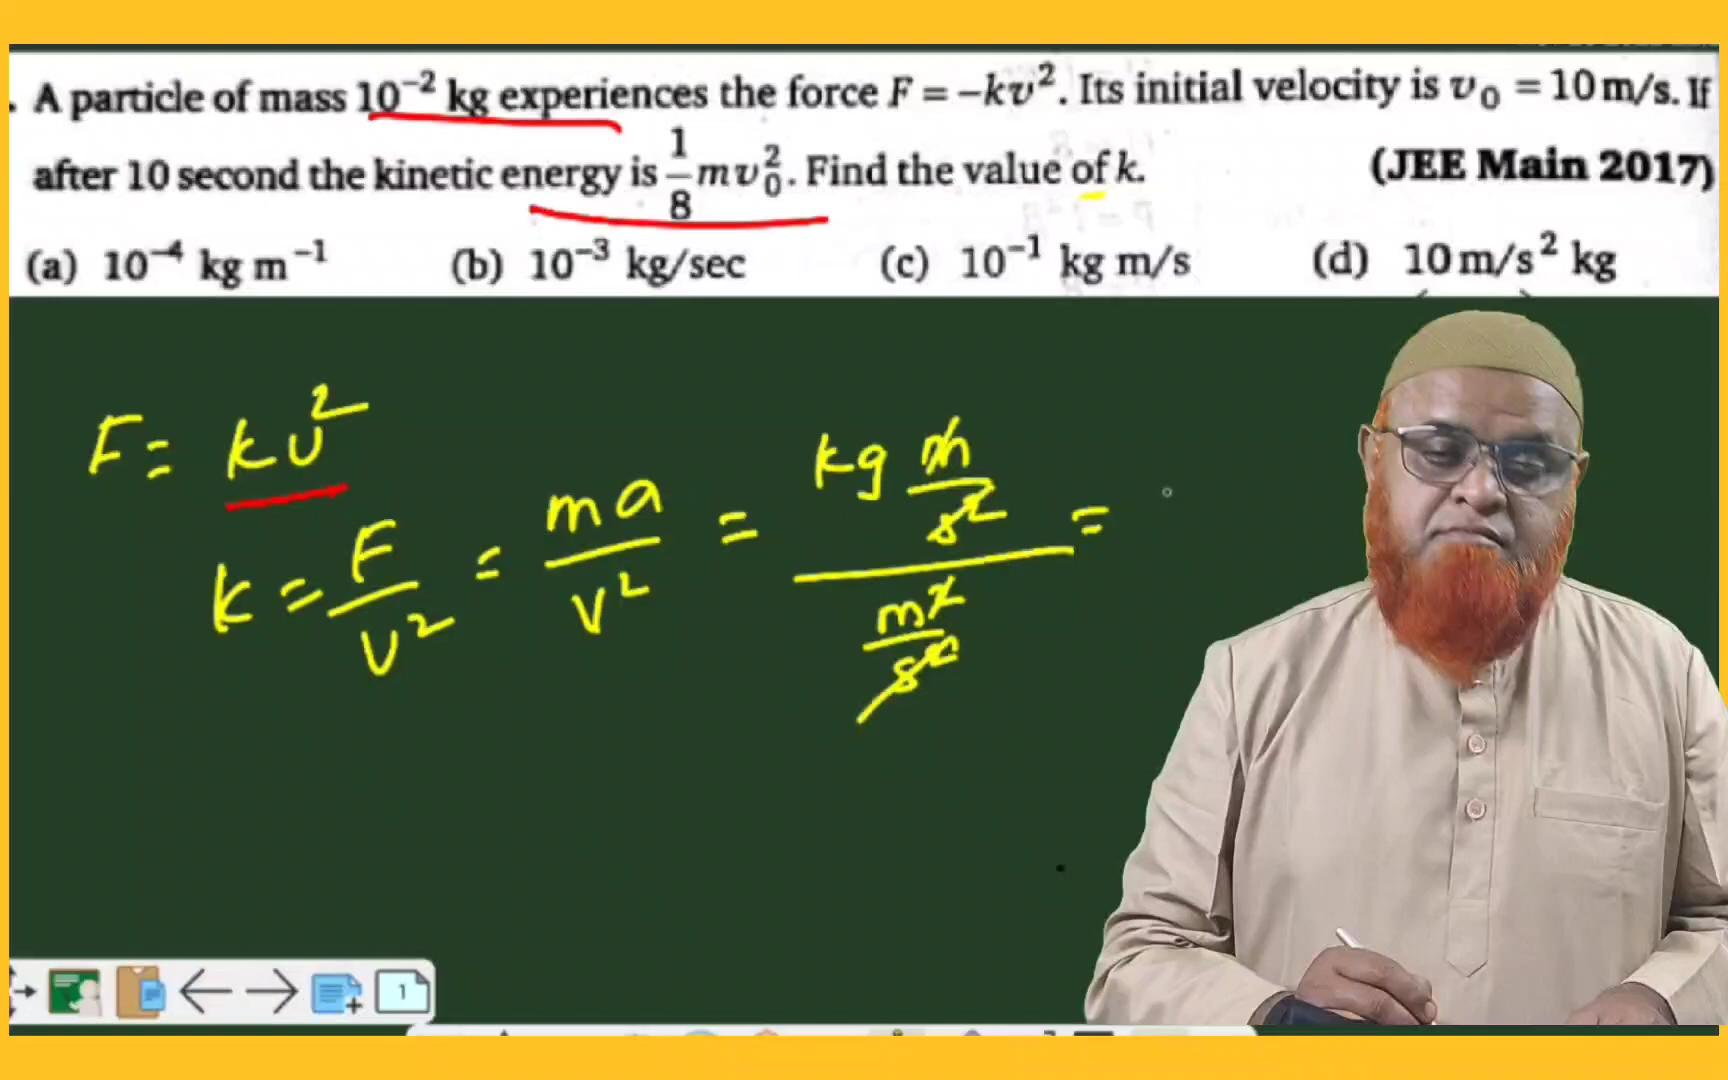 . A particle of mass 10⁻² kg experiences the force F = −kv². Its initial velocity is v₀ = 10 m/s. If
after 10 second the kinetic energy is 1/8 mv₀². Find the value of k. (JEE Main 2017)
(a) 10⁻⁴ kg m⁻¹ (b) 10⁻³ kg/sec (c) 10⁻¹ kg m/s (d) 10 m/s² kg
F = kv²
k = F/v² = ma/v² = kg m/s² / m²/s² =
1